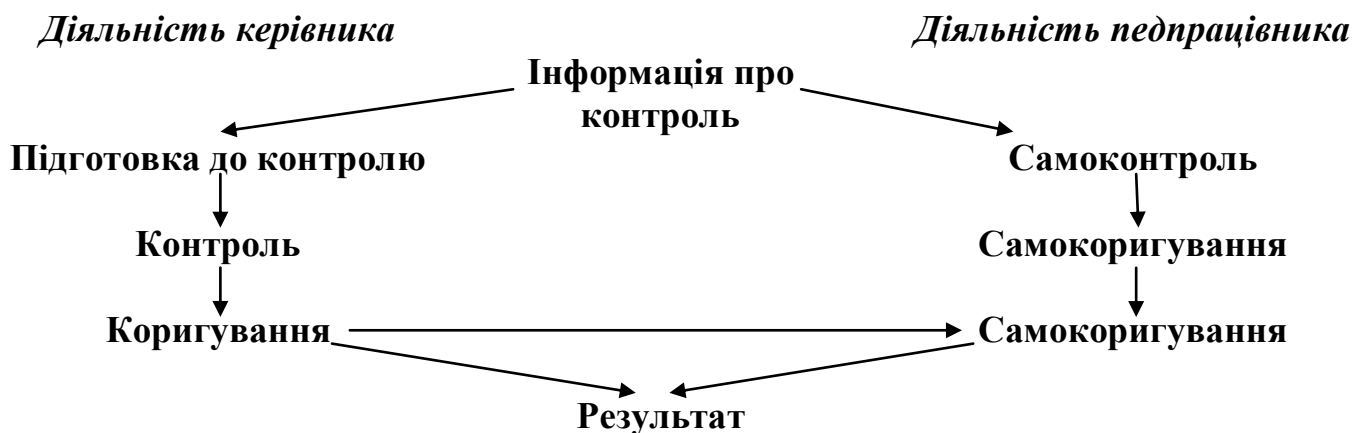 Діяльність керівника
Діяльність педпрацівника
Інформація про
контроль
Підготовка до контролю
Самоконтроль
Контроль
Самокоригування
Коригування
Самокоригування
Результат